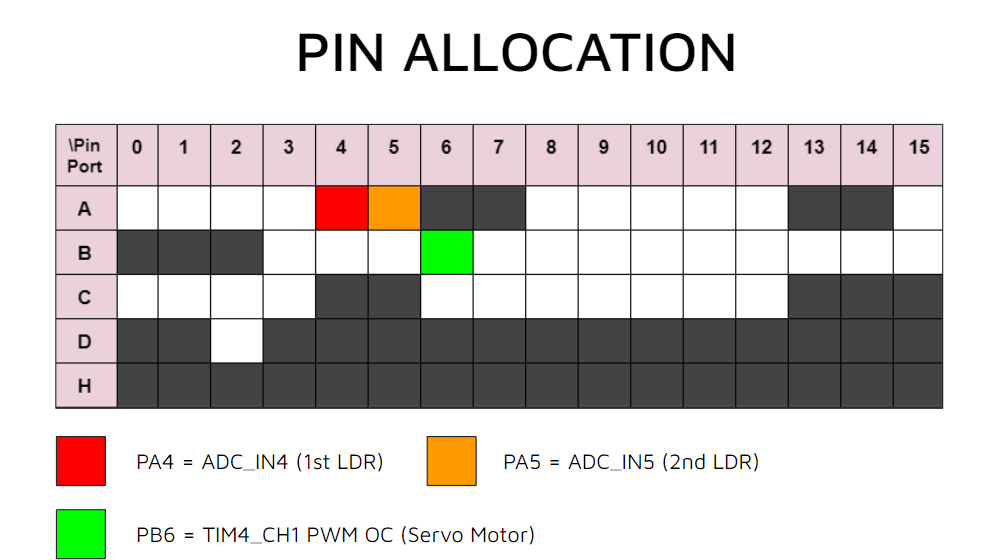 PIN ALLOCATION
\Pin Port 0 1 2 3 4 5 6 7 8 9 10 11 12 13 14 15
A
B
C
D
H
PA4 = ADC_IN4 (1st LDR) PA5 = ADC_IN5 (2nd LDR)
PB6 = TIM4_CH1 PWM OC (Servo Motor)